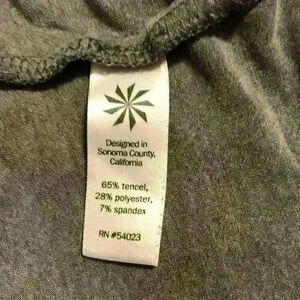 Designed in
Sonoma County,
California
65% tencel,
28% polyester,
7% spandex
RN #54023